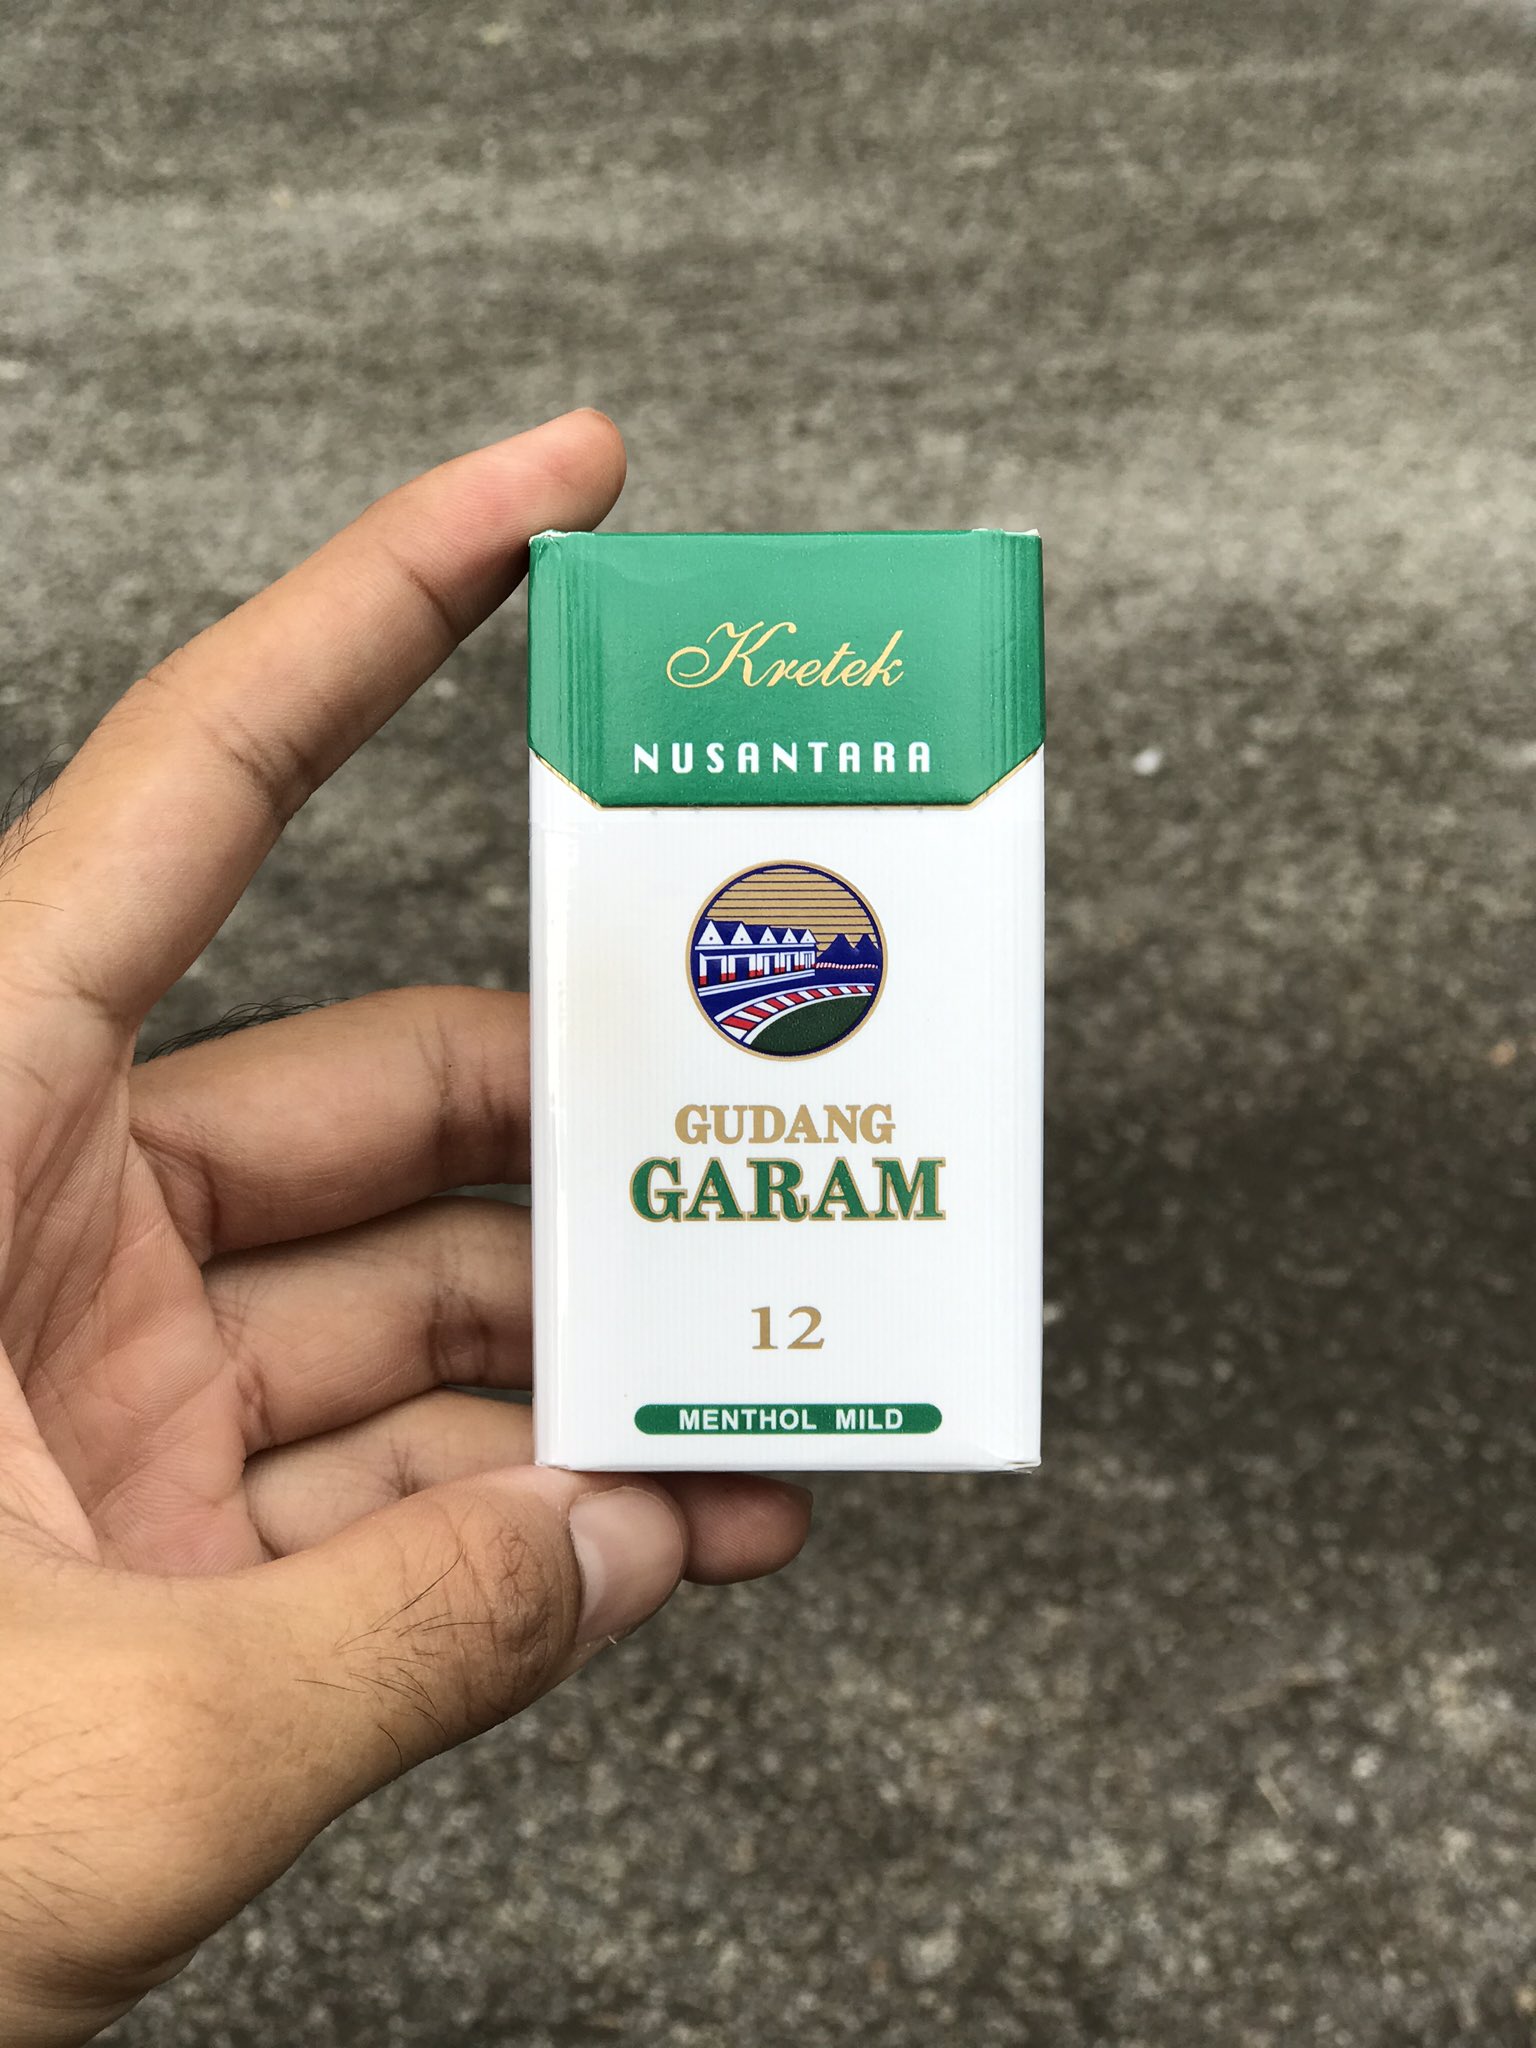 Kretek
NUSANTARA
GUDANG
GARAM
12
MENTHOL MILD